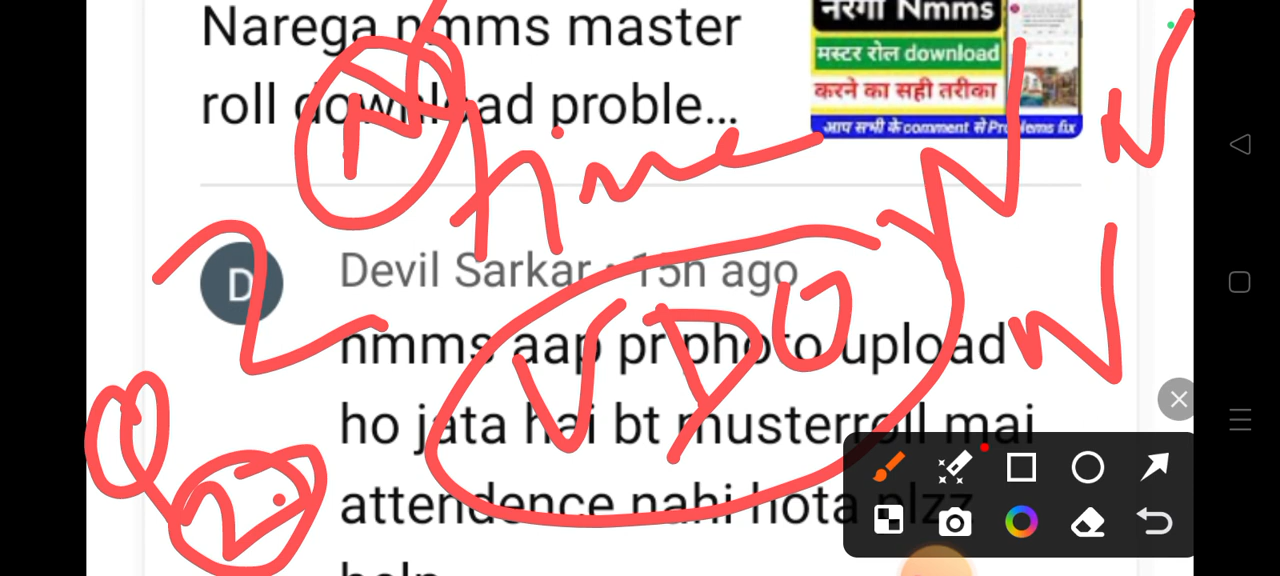 Narega nmms master
roll download proble...
नरेगा Nmms
मस्टर रोल download
करने का सही तरीका
आप सभी के comment से Problems fix
D
Devil Sarkar · 15h ago
nmms aap pr photo upload
ho jata hai bt musterroll mai
attendence nahi hota plzz
help
VDO